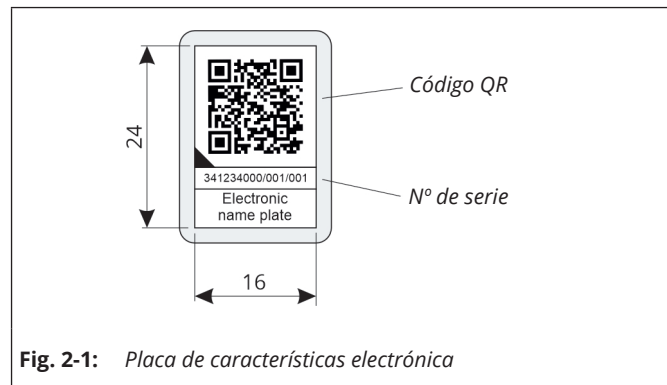 Código QR
24
341234000/001/001
Nº de serie
Electronic
name plate
16
Fig. 2-1: Placa de características electrónica